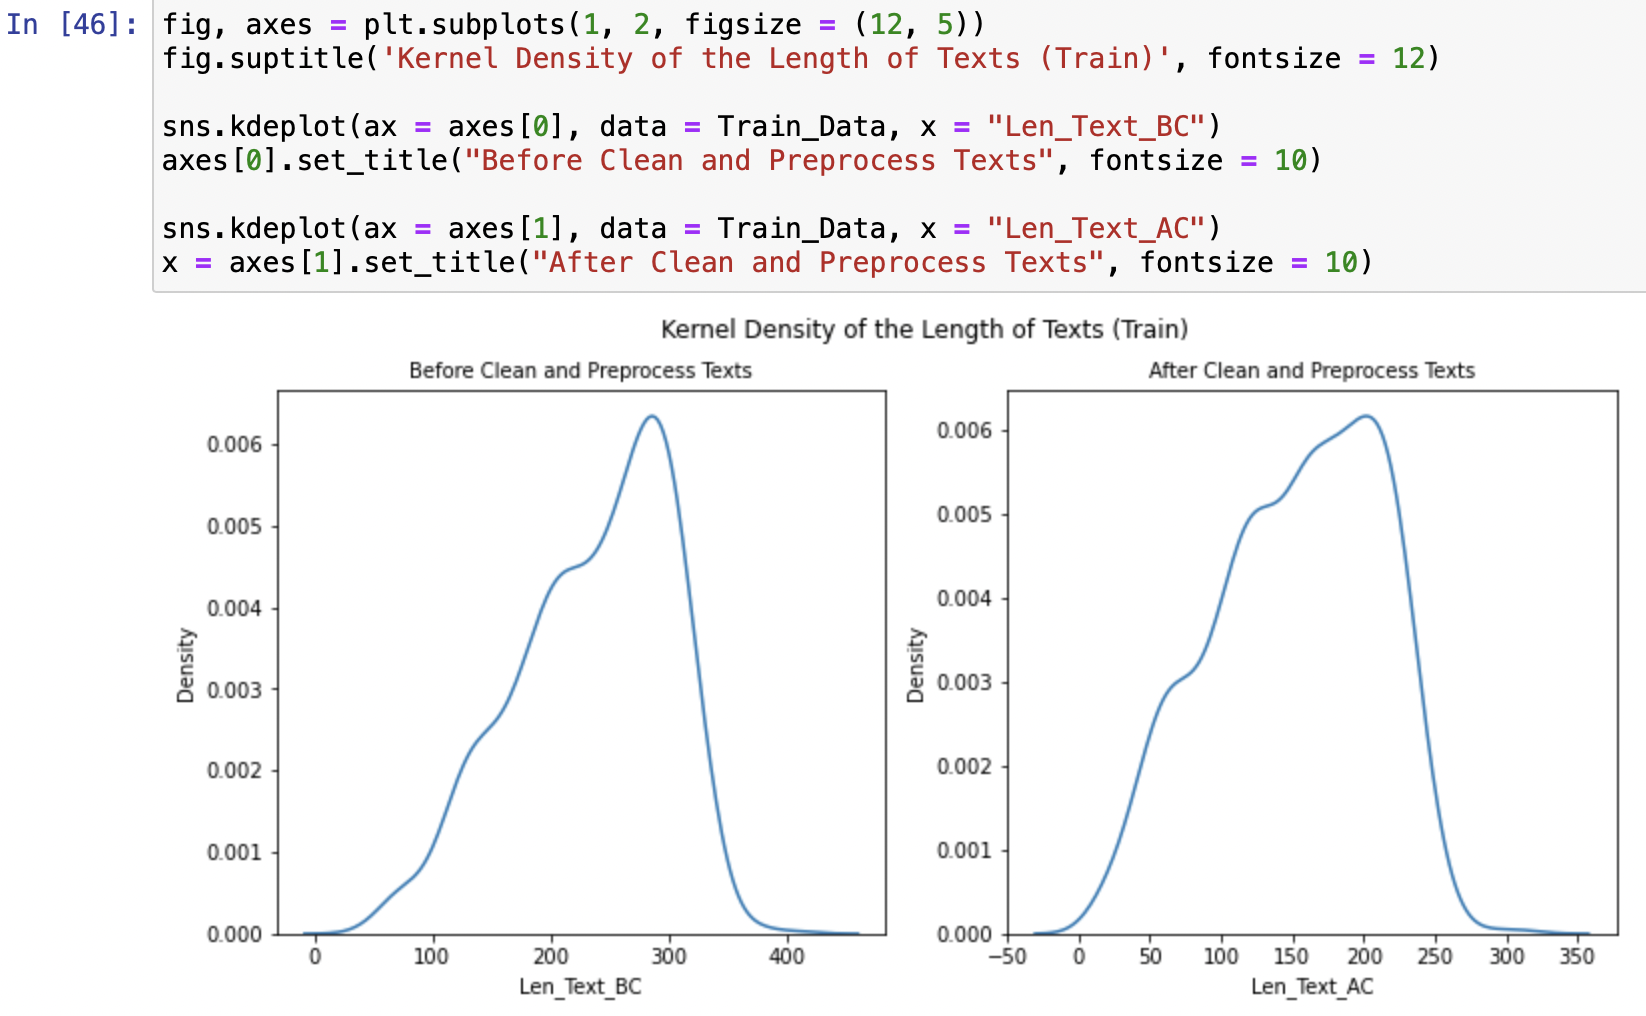 In [46]: fig, axes = plt.subplots(1, 2, figsize = (12, 5))
fig.suptitle('Kernel Density of the Length of Texts (Train)', fontsize = 12)
sns.kdeplot(ax = axes[0], data = Train_Data, x = "Len_Text_BC")
axes[0].set_title("Before Clean and Preprocess Texts", fontsize = 10)
sns.kdeplot(ax = axes[1], data = Train_Data, x = "Len_Text_AC")
x = axes[1].set_title("After Clean and Preprocess Texts", fontsize = 10)
Kernel Density of the Length of Texts (Train)
Before Clean and Preprocess Texts
0.006
0.005
0.004
0.003
0.002
0.001
0.000
Density
0 100 200 300 400
Len_Text_BC
After Clean and Preprocess Texts
0.006
0.005
0.004
0.003
0.002
0.001
0.000
Density
−50 0 50 100 150 200 250 300 350
Len_Text_AC